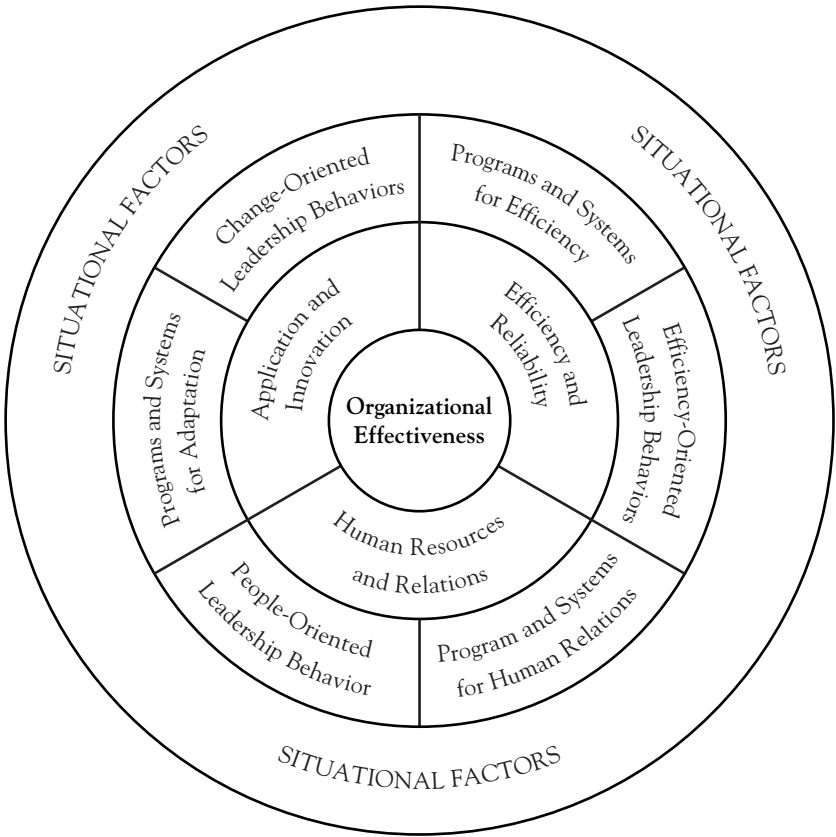 SITUATIONAL FACTORS
SITUATIONAL FACTORS
Change-Oriented
Leadership Behaviors
Programs and Systems
for Efficiency
Programs and Systems
for Adaptation
Application and
Innovation
Efficiency and
Reliability
Efficiency-Oriented
Leadership Behaviors
Organizational
Effectiveness
Human Resources
and Relations
People-Oriented
Leadership Behavior
Program and Systems
for Human Relations
SITUATIONAL FACTORS